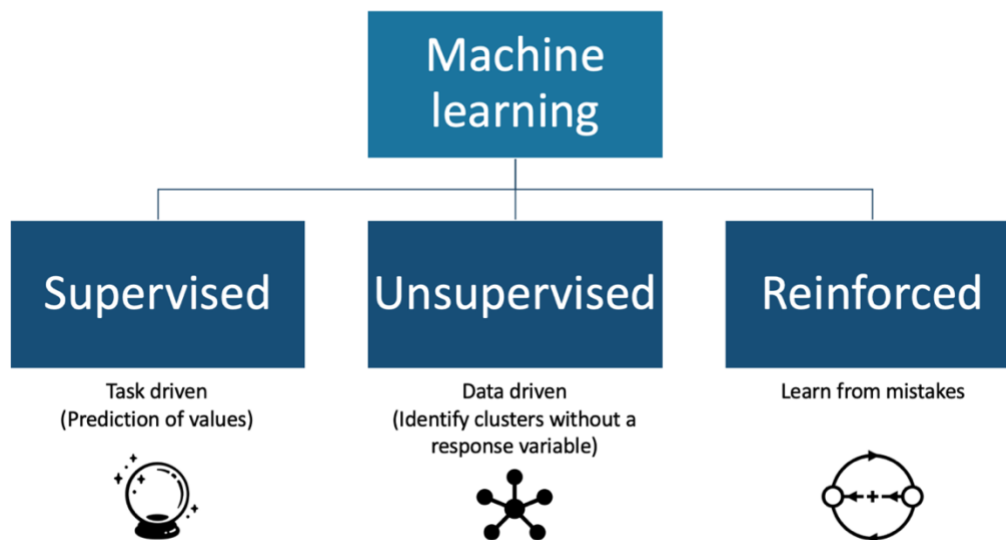 Machine
learning
Supervised
Unsupervised
Reinforced
Task driven
(Prediction of values)
Data driven
(Identify clusters without a
response variable)
Learn from mistakes